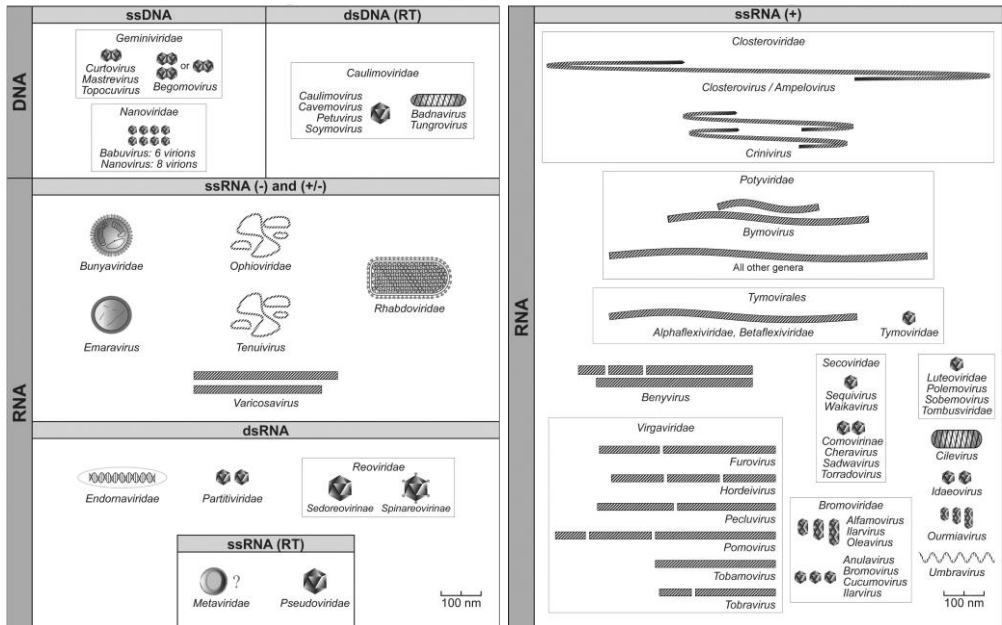 ssDNA
dsDNA (RT)
DNA
Geminiviridae
Curtovirus
Mastrevirus
Topocuvirus
or
Begomovirus
Nanoviridae
Babuvirus: 6 virions
Nanovirus: 8 virions
Caulimoviridae
Caulimovirus
Cavemovirus
Petuvirus
Soymovirus
Badnavirus
Tungrovirus
RNA
ssRNA (-) and (+/-)
Bunyaviridae
Ophioviridae
Rhabdoviridae
Emaravirus
Tenuivirus
Varicosavirus
dsRNA
Endornaviridae
Partitiviridae
Reoviridae
Sedoreovirinae
Spinareovirinae
ssRNA (RT)
?
Metaviridae
Pseudoviridae
100 nm
ssRNA (+)
RNA
Closteroviridae
Closterovirus / Ampelovirus
Crinivirus
Potyviridae
Bymovirus
All other genera
Tymovirales
Alphaflexiviridae, Betaflexiviridae
Tymoviridae
Benyvirus
Secoviridae
Sequivirus
Waikavirus
Comovirinae
Cheravirus
Sadwavirus
Torradovirus
Luteoviridae
Polemovirus
Sobemovirus
Tombusviridae
Cilevirus
Idaeovirus
Ourmiavirus
Umbravirus
Virgaviridae
Furovirus
Hordeivirus
Pecluvirus
Pomovirus
Tobamovirus
Tobravirus
Bromoviridae
Alfamovirus
Ilarvirus
Oleavirus
Anulavirus
Bromovirus
Cucumovirus
Ilarvirus
100 nm